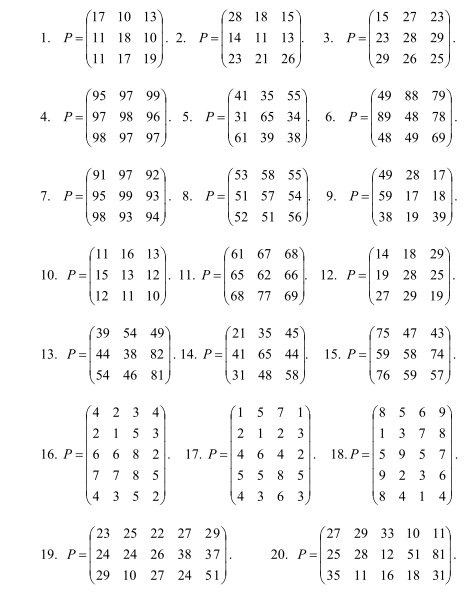 17 10 13
1. P = 11 18 10 .
11 17 19
28 18 15
2. P = 14 11 13 .
23 21 26
15 27 23
3. P = 23 28 29 .
29 26 25
95 97 99
4. P = 97 98 96 .
98 97 97
41 35 55
5. P = 31 65 34 .
61 39 38
49 88 79
6. P = 89 48 78 .
48 49 69
91 97 92
7. P = 95 99 93 .
98 93 94
53 58 55
8. P = 51 57 54 .
52 51 56
49 28 17
9. P = 59 17 18 .
38 19 39
11 16 13
10. P = 15 13 12 .
12 11 10
61 67 68
11. P = 65 62 66 .
68 77 69
14 18 29
12. P = 19 28 25 .
27 29 19
39 54 49
13. P = 44 38 82 .
54 46 81
21 35 45
14. P = 41 65 44 .
31 48 58
75 47 43
15. P = 59 58 74 .
76 59 57
4 2 3 4
2 1 5 3
16. P = 6 6 8 2 .
7 7 8 5
4 3 5 2
1 5 7 1
2 1 2 3
17. P = 4 6 4 2 .
5 5 8 5
4 3 6 3
8 5 6 9
1 3 7 8
18. P = 5 9 5 7 .
9 2 3 6
8 4 1 4
23 25 22 27 29
19. P = 24 24 26 38 37 .
29 10 27 24 51
27 29 33 10 11
20. P = 25 28 12 51 81 .
35 11 16 18 31